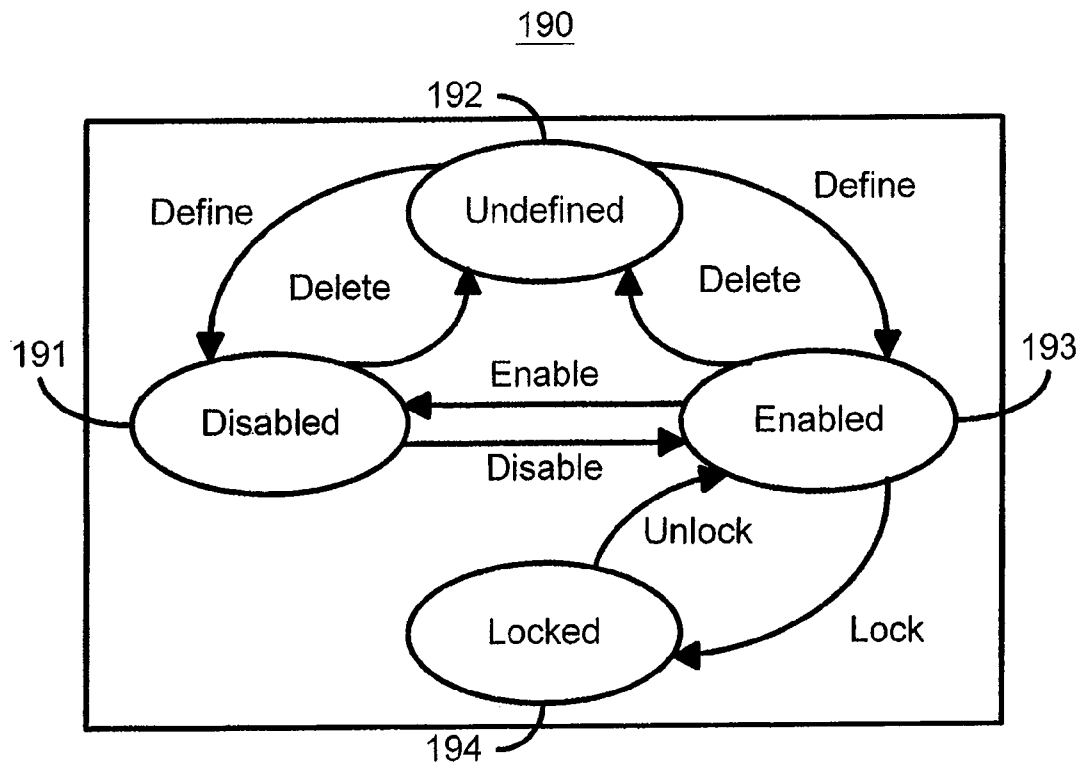 190
192
Undefined
Define
Define
Delete
Delete
191
193
Enable
Disabled
Enabled
Disable
Unlock
Locked
Lock
194